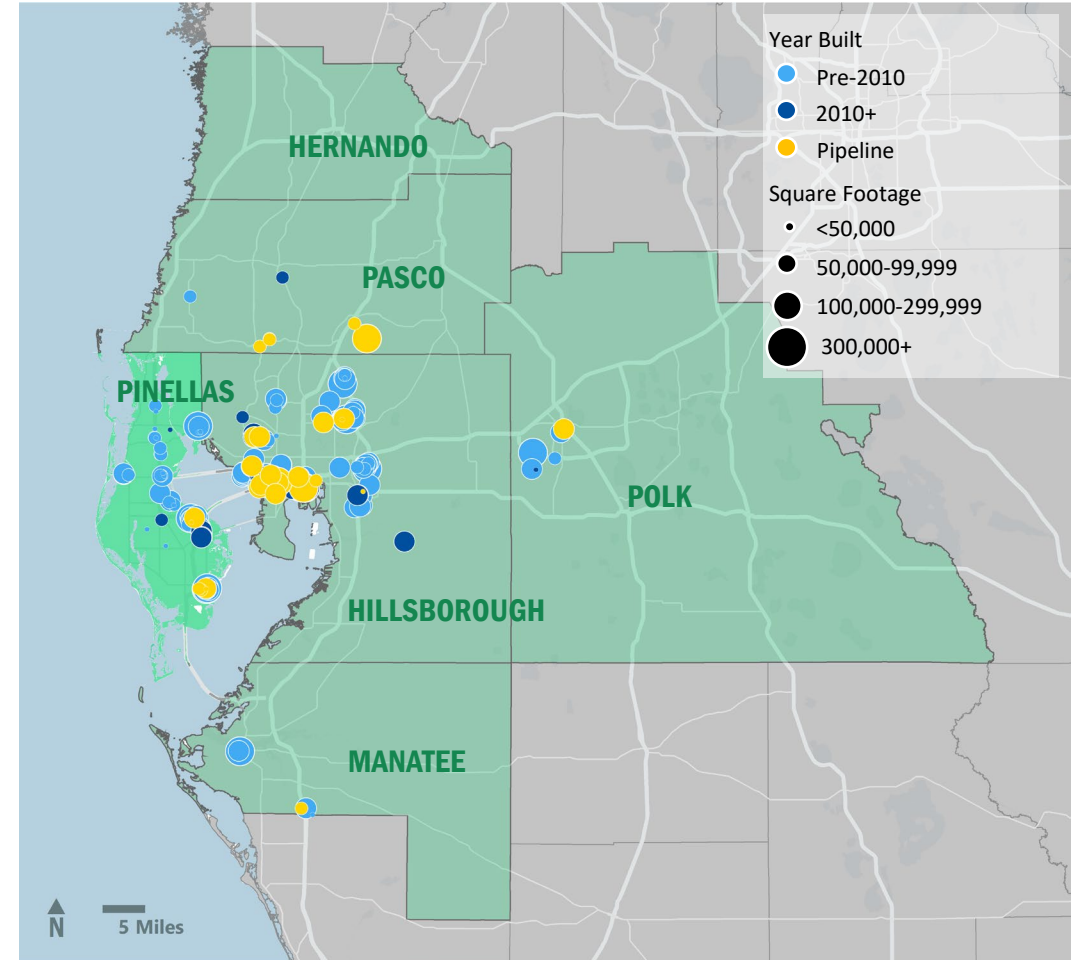 Year Built
Pre-2010
2010+
Pipeline
Square Footage
<50,000
50,000-99,999
100,000-299,999
300,000+
HERNANDO
PASCO
PINELLAS
POLK
HILLSBOROUGH
MANATEE
N
5 Miles